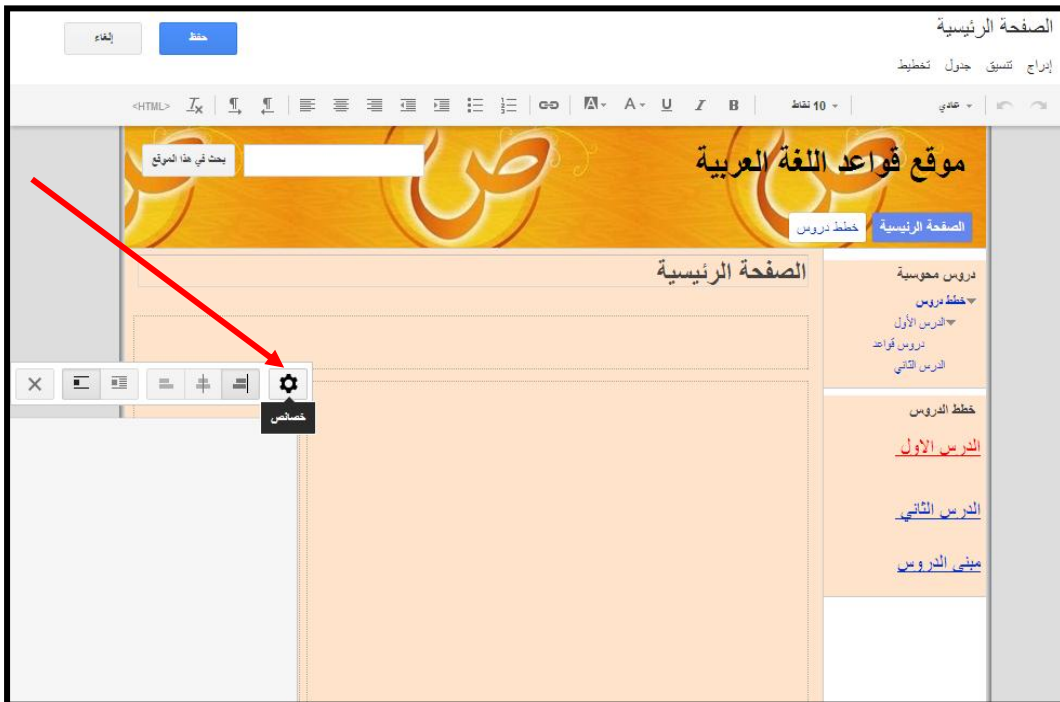 الصفحة الرئيسية
حفظ
إلغاء
إدراج تنسيق جدول تخطيط
عادي
10 نقاط
B I U A A <HTML>
موقع قواعد اللغة العربية
بحث في هذا الموقع
الصفحة الرئيسية
خطط دروس
دروس محوسبة
خطط دروس
الدرس الأول
دروس قواعد
الدرس الثاني
خطط الدروس
الدرس الاول
الدرس الثاني
مبنى الدروس
الصفحة الرئيسية
خصائص